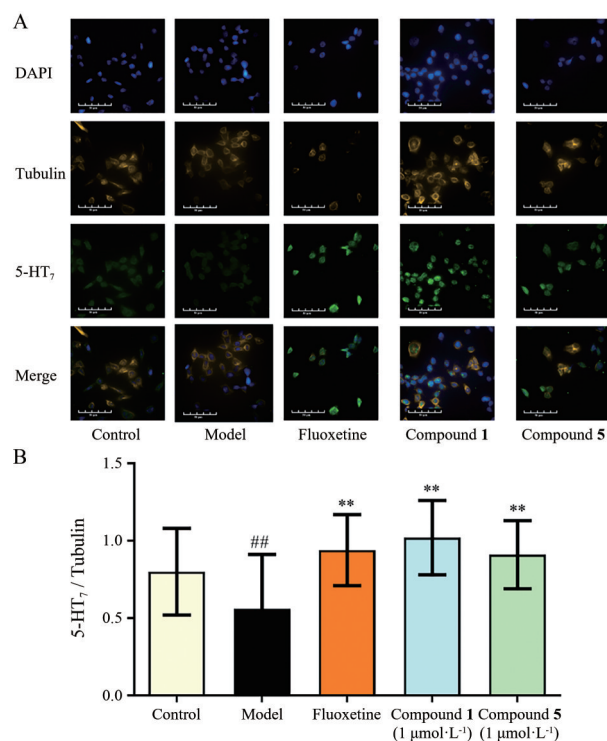 A
DAPI
Tubulin
5-HT₇
Merge
Control Model Fluoxetine Compound 1 Compound 5
B
5-HT₇ / Tubulin
1.5
1.0
0.5
0.0
##
**
**
**
Control Model Fluoxetine Compound 1 Compound 5
(1 μmol·L⁻¹) (1 μmol·L⁻¹)